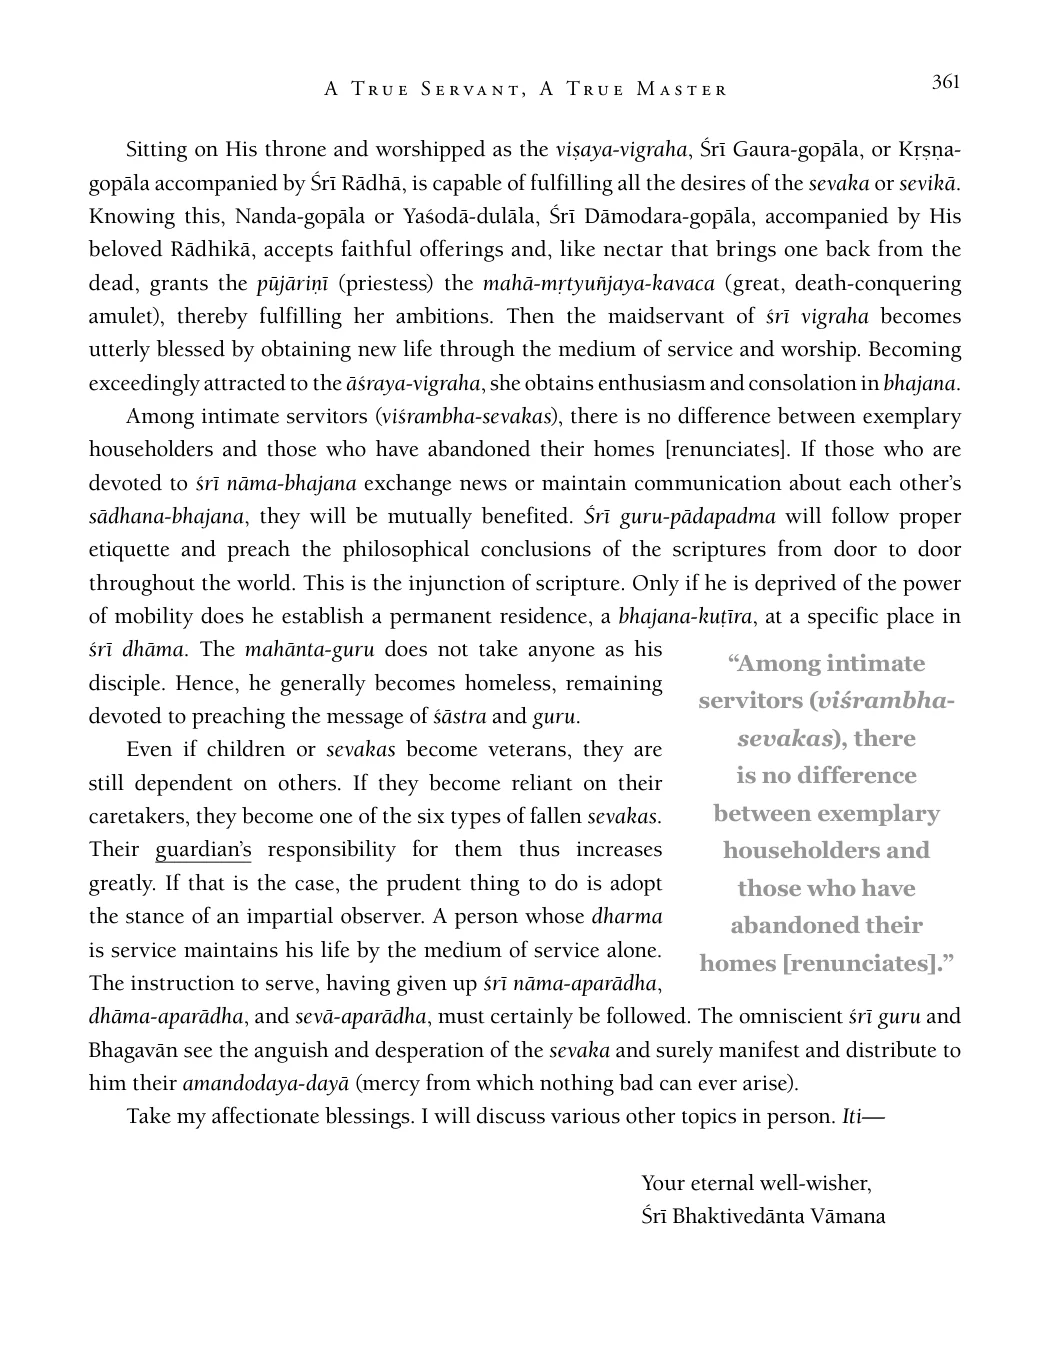 A True Servant, A True Master
361
Sitting on His throne and worshipped as the viṣaya-vigraha, Śrī Gaura-gopāla, or Kṛṣṇa-
gopāla accompanied by Śrī Rādhā, is capable of fulfilling all the desires of the sevaka or sevikā.
Knowing this, Nanda-gopāla or Yaśodā-dulāla, Śrī Dāmodara-gopāla, accompanied by His
beloved Rādhikā, accepts faithful offerings and, like nectar that brings one back from the
dead, grants the pūjāriṇī (priestess) the mahā-mṛtyuñjaya-kavaca (great, death-conquering
amulet), thereby fulfilling her ambitions. Then the maidservant of śrī vigraha becomes
utterly blessed by obtaining new life through the medium of service and worship. Becoming
exceedingly attracted to the āśraya-vigraha, she obtains enthusiasm and consolation in bhajana.
Among intimate servitors (viśrambha-sevakas), there is no difference between exemplary
householders and those who have abandoned their homes [renunciates]. If those who are
devoted to śrī nāma-bhajana exchange news or maintain communication about each other's
sādhana-bhajana, they will be mutually benefited. Śrī guru-pādapadma will follow proper
etiquette and preach the philosophical conclusions of the scriptures from door to door
throughout the world. This is the injunction of scripture. Only if he is deprived of the power
of mobility does he establish a permanent residence, a bhajana-kuṭīra, at a specific place in
śrī dhāma. The mahānta-guru does not take anyone as his
disciple. Hence, he generally becomes homeless, remaining
devoted to preaching the message of śāstra and guru.
Even if children or sevakas become veterans, they are
still dependent on others. If they become reliant on their
caretakers, they become one of the six types of fallen sevakas.
Their guardian's responsibility for them thus increases
greatly. If that is the case, the prudent thing to do is adopt
the stance of an impartial observer. A person whose dharma
is service maintains his life by the medium of service alone.
The instruction to serve, having given up śrī nāma-aparādha,
dhāma-aparādha, and sevā-aparādha, must certainly be followed. The omniscient śrī guru and
Bhagavān see the anguish and desperation of the sevaka and surely manifest and distribute to
him their amandodaya-dayā (mercy from which nothing bad can ever arise).
Take my affectionate blessings. I will discuss various other topics in person. Iti—
"Among intimate
servitors (viśrambha-
sevakas), there
is no difference
between exemplary
householders and
those who have
abandoned their
homes [renunciates]."
Your eternal well-wisher,
Śrī Bhaktivedānta Vāmana